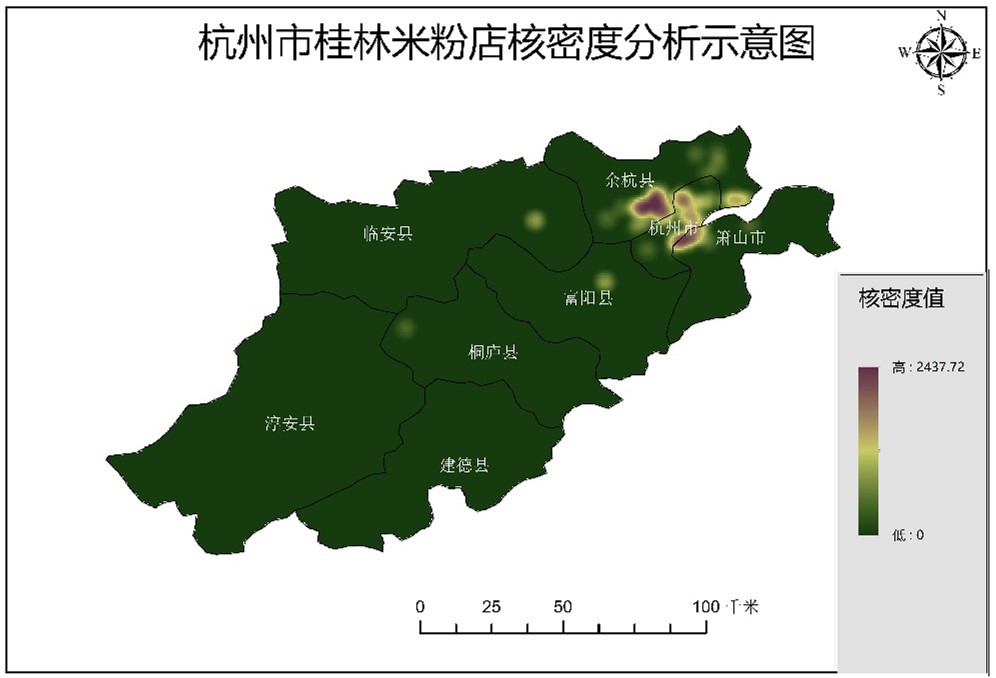 杭州市桂林米粉店核密度分析示意图
N
W
E
S
余杭县
临安县
杭州市
萧山市
富阳县
桐庐县
淳安县
建德县
核密度值
高 : 2437.72
低 : 0
0 25 50 100 千米